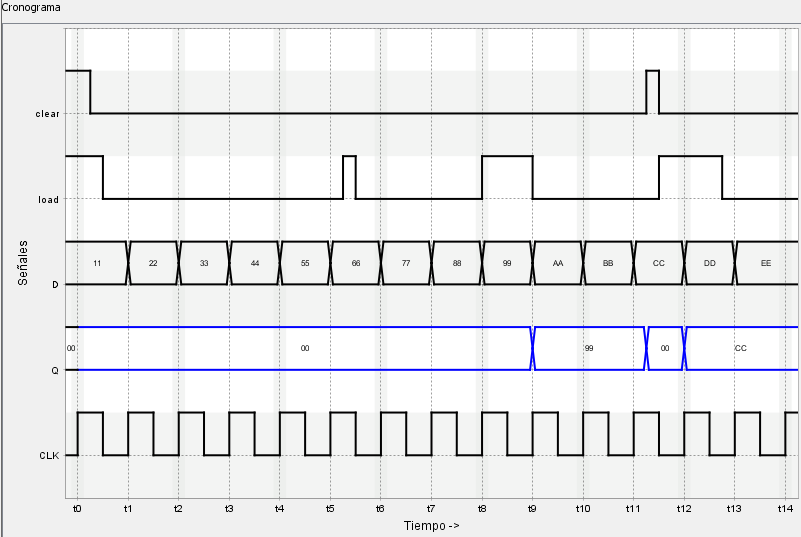 Cronograma
Señales
clear
load
D 11 22 33 44 55 66 77 88 99 AA BB CC DD EE
Q 00 00 99 00 CC
CLK
t0 t1 t2 t3 t4 t5 t6 t7 t8 t9 t10 t11 t12 t13 t14
Tiempo ->